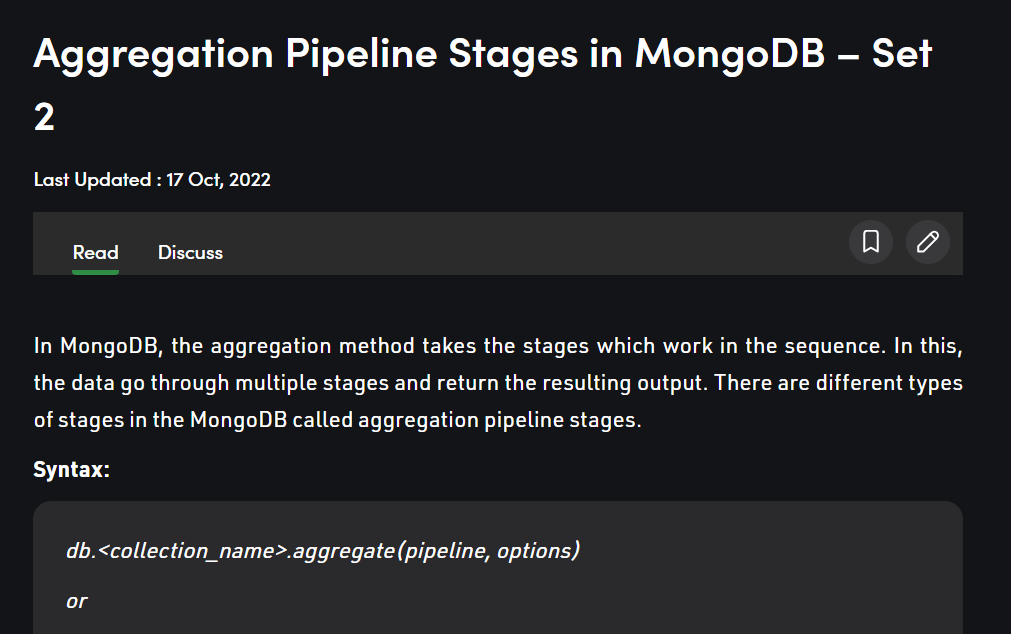 Aggregation Pipeline Stages in MongoDB – Set
2
Last Updated : 17 Oct, 2022
Read Discuss
In MongoDB, the aggregation method takes the stages which work in the sequence. In this,
the data go through multiple stages and return the resulting output. There are different types
of stages in the MongoDB called aggregation pipeline stages.
Syntax:
db.<collection_name>.aggregate(pipeline, options)
or